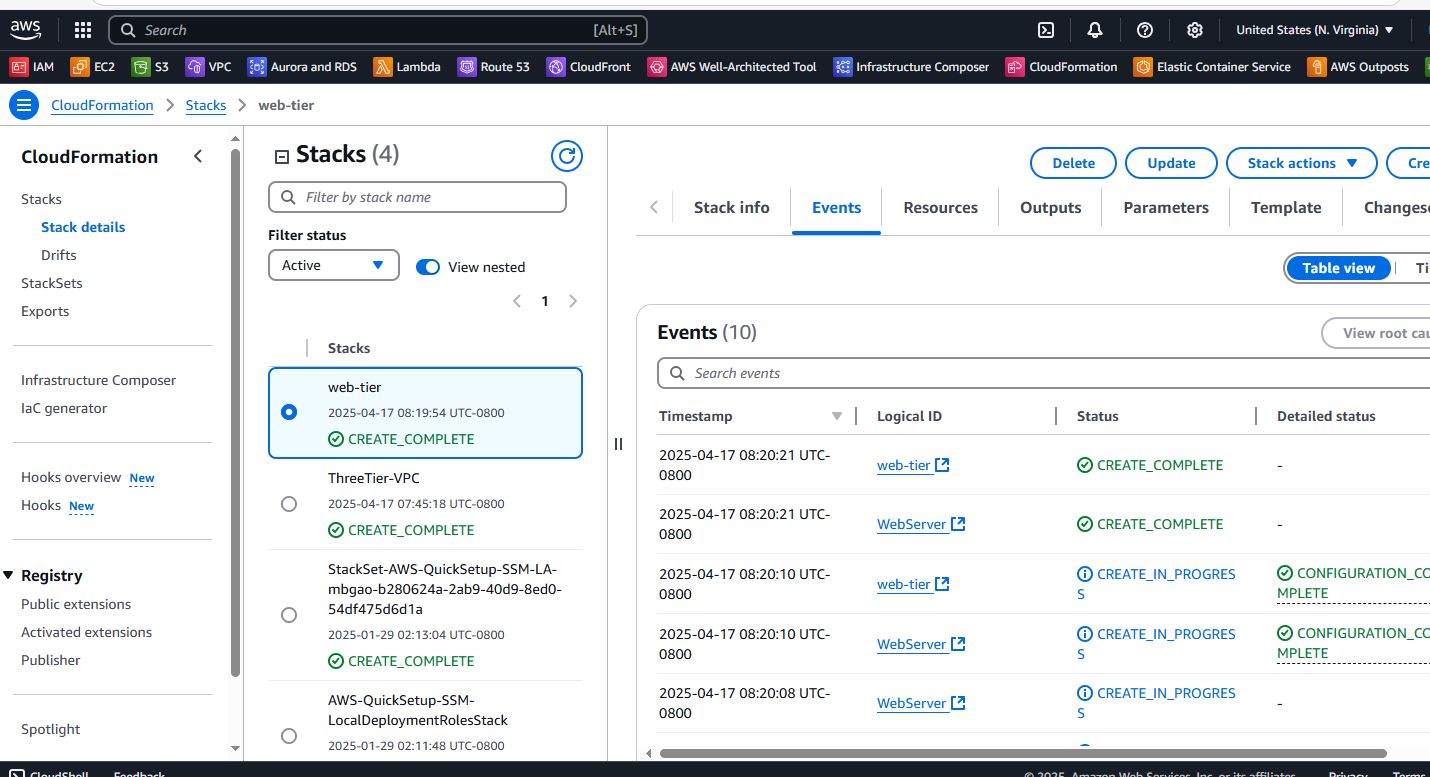 aws
Search [Alt+S]
United States (N. Virginia)
IAM EC2 S3 VPC Aurora and RDS Lambda Route 53 CloudFront AWS Well-Architected Tool Infrastructure Composer CloudFormation Elastic Container Service AWS Outposts
CloudFormation Stacks web-tier
CloudFormation
Stacks
Stack details
Drifts
StackSets
Exports
Infrastructure Composer
IaC generator
Hooks overview New
Hooks New
Registry
Public extensions
Activated extensions
Publisher
Spotlight
Stacks (4)
Filter by stack name
Filter status
Active
View nested
1
Stacks
web-tier
2025-04-17 08:19:54 UTC-0800
CREATE_COMPLETE
ThreeTier-VPC
2025-04-17 07:45:18 UTC-0800
CREATE_COMPLETE
StackSet-AWS-QuickSetup-SSM-LA-
mbgao-b280624a-2ab9-40d9-8ed0-
54df475d6d1a
2025-01-29 02:13:04 UTC-0800
CREATE_COMPLETE
AWS-QuickSetup-SSM-
LocalDeploymentRolesStack
2025-01-29 02:11:48 UTC-0800
Delete Update Stack actions Cre
Stack info Events Resources Outputs Parameters Template Changes
Table view Ti
Events (10)
View root cau
Search events
Timestamp Logical ID Status Detailed status
2025-04-17 08:20:21 UTC-
0800
web-tier
CREATE_COMPLETE
-
2025-04-17 08:20:21 UTC-
0800
WebServer
CREATE_COMPLETE
-
2025-04-17 08:20:10 UTC-
0800
web-tier
CREATE_IN_PROGRES
S
CONFIGURATION_CO
MPLETE
2025-04-17 08:20:10 UTC-
0800
WebServer
CREATE_IN_PROGRES
S
CONFIGURATION_CO
MPLETE
2025-04-17 08:20:08 UTC-
0800
WebServer
CREATE_IN_PROGRES
S
-
CloudShell Feedback
© 2025, Amazon Web Services, Inc. or its affiliates. Privacy Terms